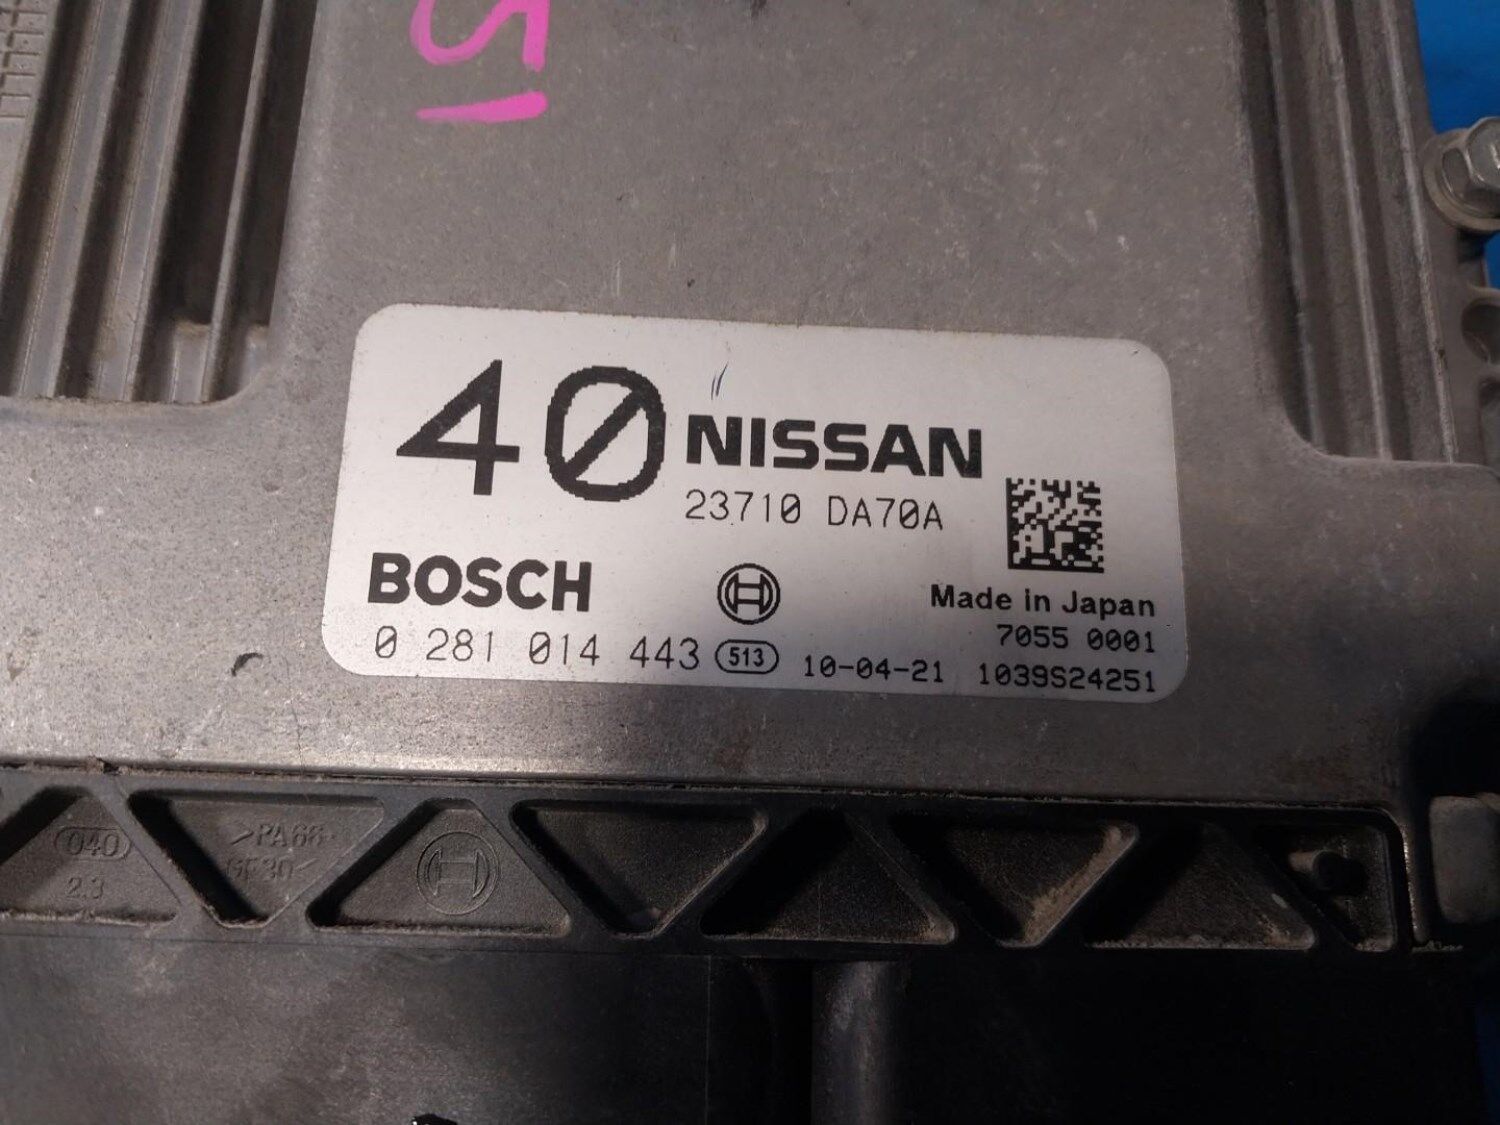 40 NISSAN
23710 DA70A
BOSCH
Made in Japan
7055 0001
0 281 014 443 513 10-04-21 1039S24251
040 >PA66-
GF30<
2.3